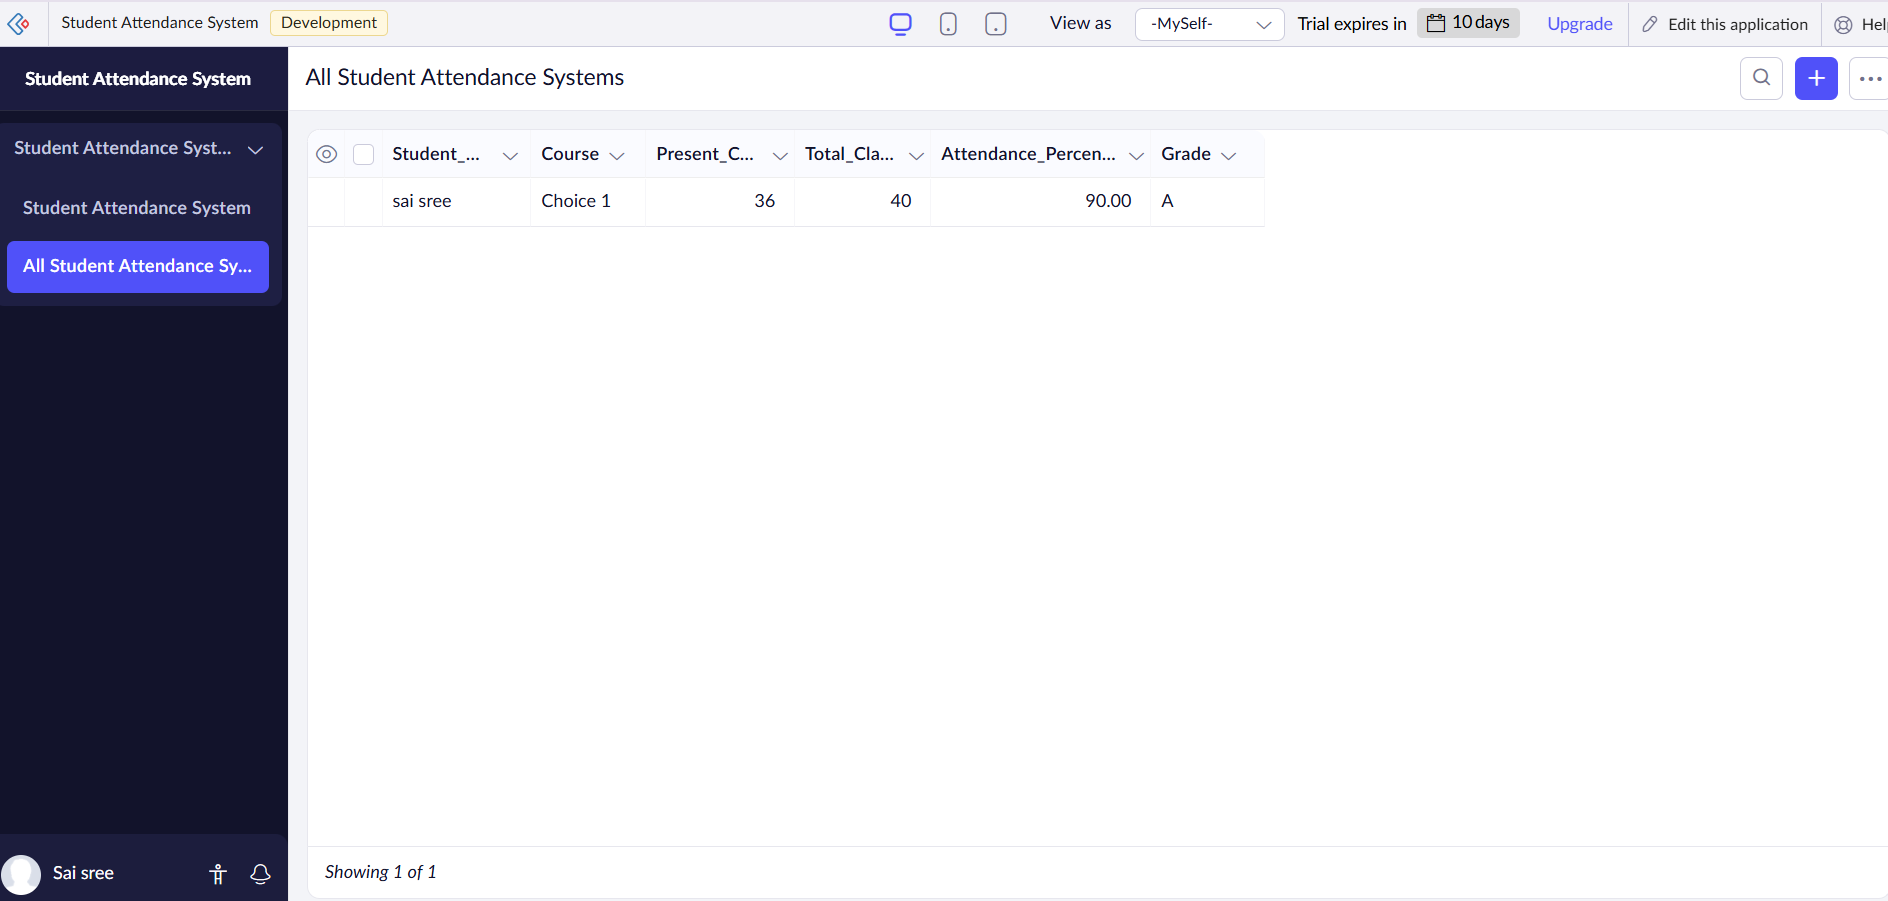 Student Attendance System Development View as -MySelf- Trial expires in 10 days Upgrade Edit this application Hel
Student Attendance System
All Student Attendance Systems
Student Attendance Syst...
Student Attendance System
All Student Attendance Sy...
Student_... Course Present_C... Total_Cla... Attendance_Percen... Grade
sai sree Choice 1 36 40 90.00 A
Showing 1 of 1
Sai sree